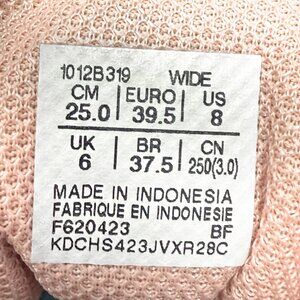 1012B319 WIDE
CM EURO US
25.0 39.5 8
UK BR CN
6 37.5 250(3.0)
MADE IN INDONESIA
FABRIQUE EN INDONESIE
F620423 BF
KDCHS423JVXR28C